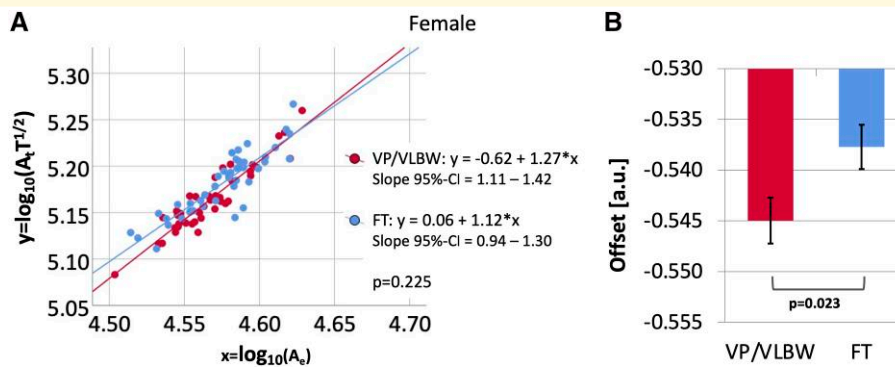 A
Female
y=log10(AtT1/2)
5.30
5.25
5.20
5.15
5.10
5.05
4.50 4.55 4.60 4.65 4.70
x=log10(Ae)
VP/VLBW: y = -0.62 + 1.27*x
Slope 95%-CI = 1.11 – 1.42
FT: y = 0.06 + 1.12*x
Slope 95%-CI = 0.94 – 1.30
p=0.225
B
Offset [a.u.]
-0.530
-0.535
-0.540
-0.545
-0.550
-0.555
p=0.023
VP/VLBW FT